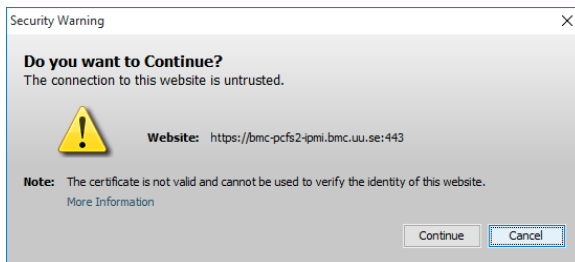 Security Warning
Do you want to Continue?
The connection to this website is untrusted.
Website: https://bmc-pcfs2-ipmi.bmc.uu.se:443
Note: The certificate is not valid and cannot be used to verify the identity of this website.
More Information
Continue Cancel